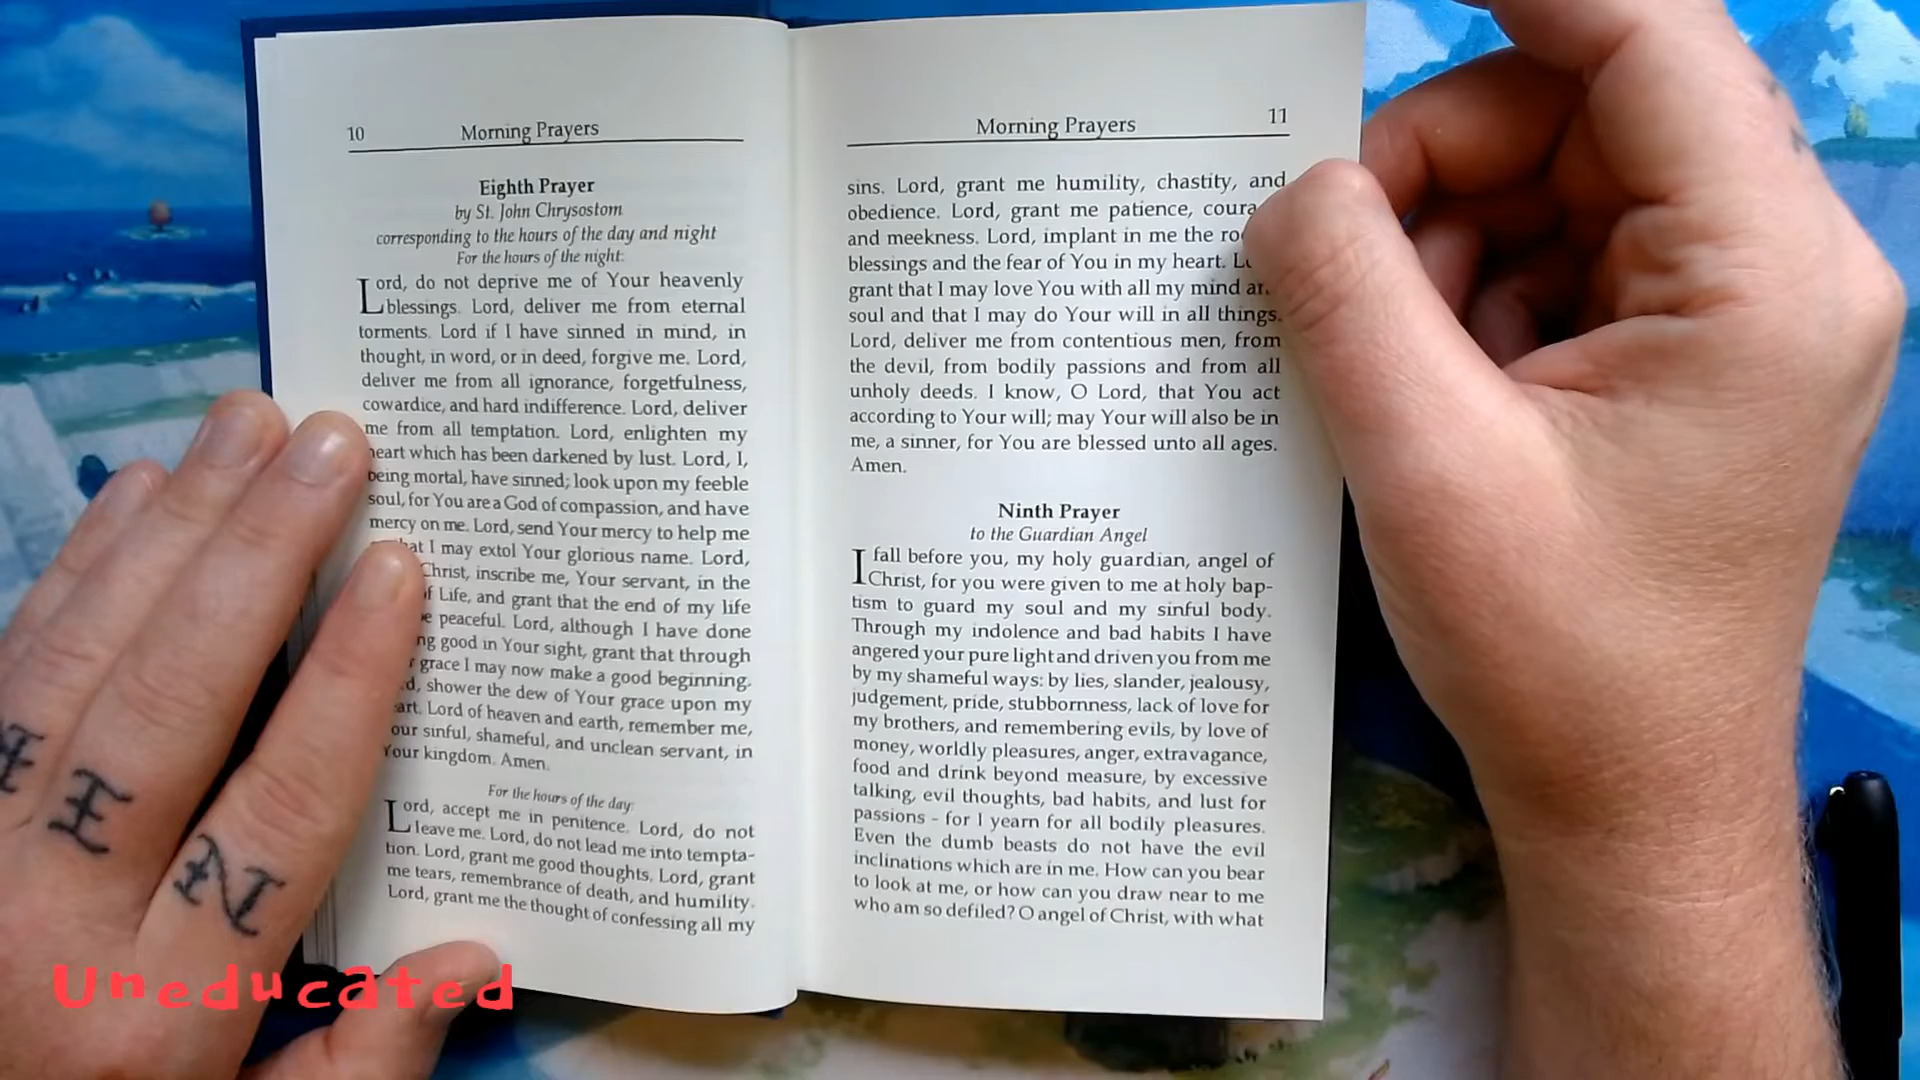 10 Morning Prayers
Eighth Prayer
by St. John Chrysostom
corresponding to the hours of the day and night
For the hours of the night:
Lord, do not deprive me of Your heavenly
blessings. Lord, deliver me from eternal
torments. Lord if I have sinned in mind, in
thought, in word, or in deed, forgive me. Lord,
deliver me from all ignorance, forgetfulness,
cowardice, and hard indifference. Lord, deliver
me from all temptation. Lord, enlighten my
heart which has been darkened by lust. Lord, I,
being mortal, have sinned; look upon my feeble
soul, for You are a God of compassion, and have
mercy on me. Lord, send Your mercy to help me
that I may extol Your glorious name. Lord,
Christ, inscribe me, Your servant, in the
of Life, and grant that the end of my life
peaceful. Lord, although I have done
good in Your sight, grant that through
grace I may now make a good beginning.
shower the dew of Your grace upon my
Lord of heaven and earth, remember me,
our sinful, shameful, and unclean servant, in
Your kingdom. Amen.
For the hours of the day:
Lord, accept me in penitence. Lord, do not
leave me. Lord, do not lead me into tempta-
tion. Lord, grant me good thoughts. Lord, grant
me tears, remembrance of death, and humility.
Lord, grant me the thought of confessing all my
Morning Prayers 11
sins. Lord, grant me humility, chastity, and
obedience. Lord, grant me patience,
and meekness. Lord, implant in me the
blessings and the fear of You in my heart.
grant that I may love You with all my mind
soul and that I may do Your will in all things.
Lord, deliver me from contentious men, from
the devil, from bodily passions and from all
unholy deeds. I know, O Lord, that You act
according to Your will; may Your will also be in
me, a sinner, for You are blessed unto all ages.
Amen.
Ninth Prayer
to the Guardian Angel
I fall before you, my holy guardian, angel of
Christ, for you were given to me at holy bap-
tism to guard my soul and my sinful body.
Through my indolence and bad habits I have
angered your pure light and driven you from me
by my shameful ways: by lies, slander, jealousy,
judgement, pride, stubbornness, lack of love for
my brothers, and remembering evils, by love of
money, worldly pleasures, anger, extravagance,
food and drink beyond measure, by excessive
talking, evil thoughts, bad habits, and lust for
passions - for I yearn for all bodily pleasures.
Even the dumb beasts do not have the evil
inclinations which are in me. How can you bear
to look at me, or how can you draw near to me
who am so defiled? O angel of Christ, with what
E N
Uneducated